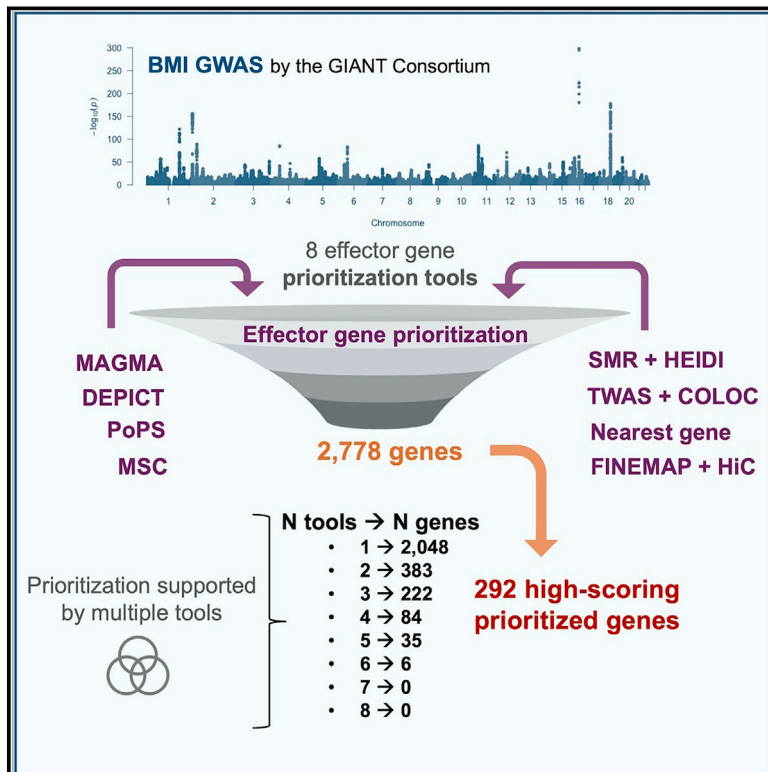 BMI GWAS by the GIANT Consortium
300
250
200
150
100
50
0
−log₁₀(p)
1 2 3 4 5 6 7 8 9 10 11 12 13 15 16 18 20
Chromosome
8 effector gene
prioritization tools
Effector gene prioritization
MAGMA
DEPICT
PoPS
MSC
SMR + HEIDI
TWAS + COLOC
Nearest gene
FINEMAP + HiC
2,778 genes
N tools → N genes
• 1 → 2,048
• 2 → 383
• 3 → 222
• 4 → 84
• 5 → 35
• 6 → 6
• 7 → 0
• 8 → 0
Prioritization supported
by multiple tools
292 high-scoring
prioritized genes